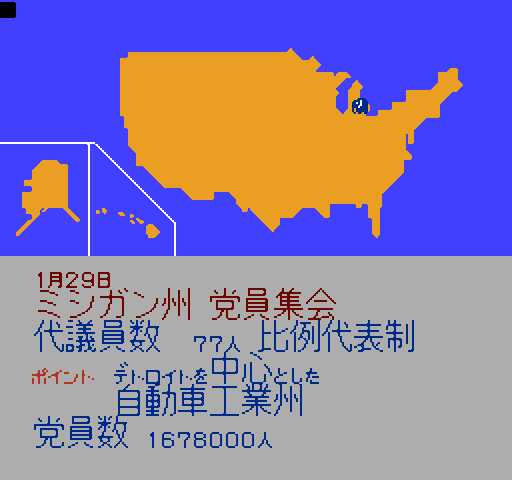 1月29日
ミシガン州 党員集会
代議員数 77人 比例代表制
ポイント デトロイトを中心とした
自動車工業州
党員数 1678000人